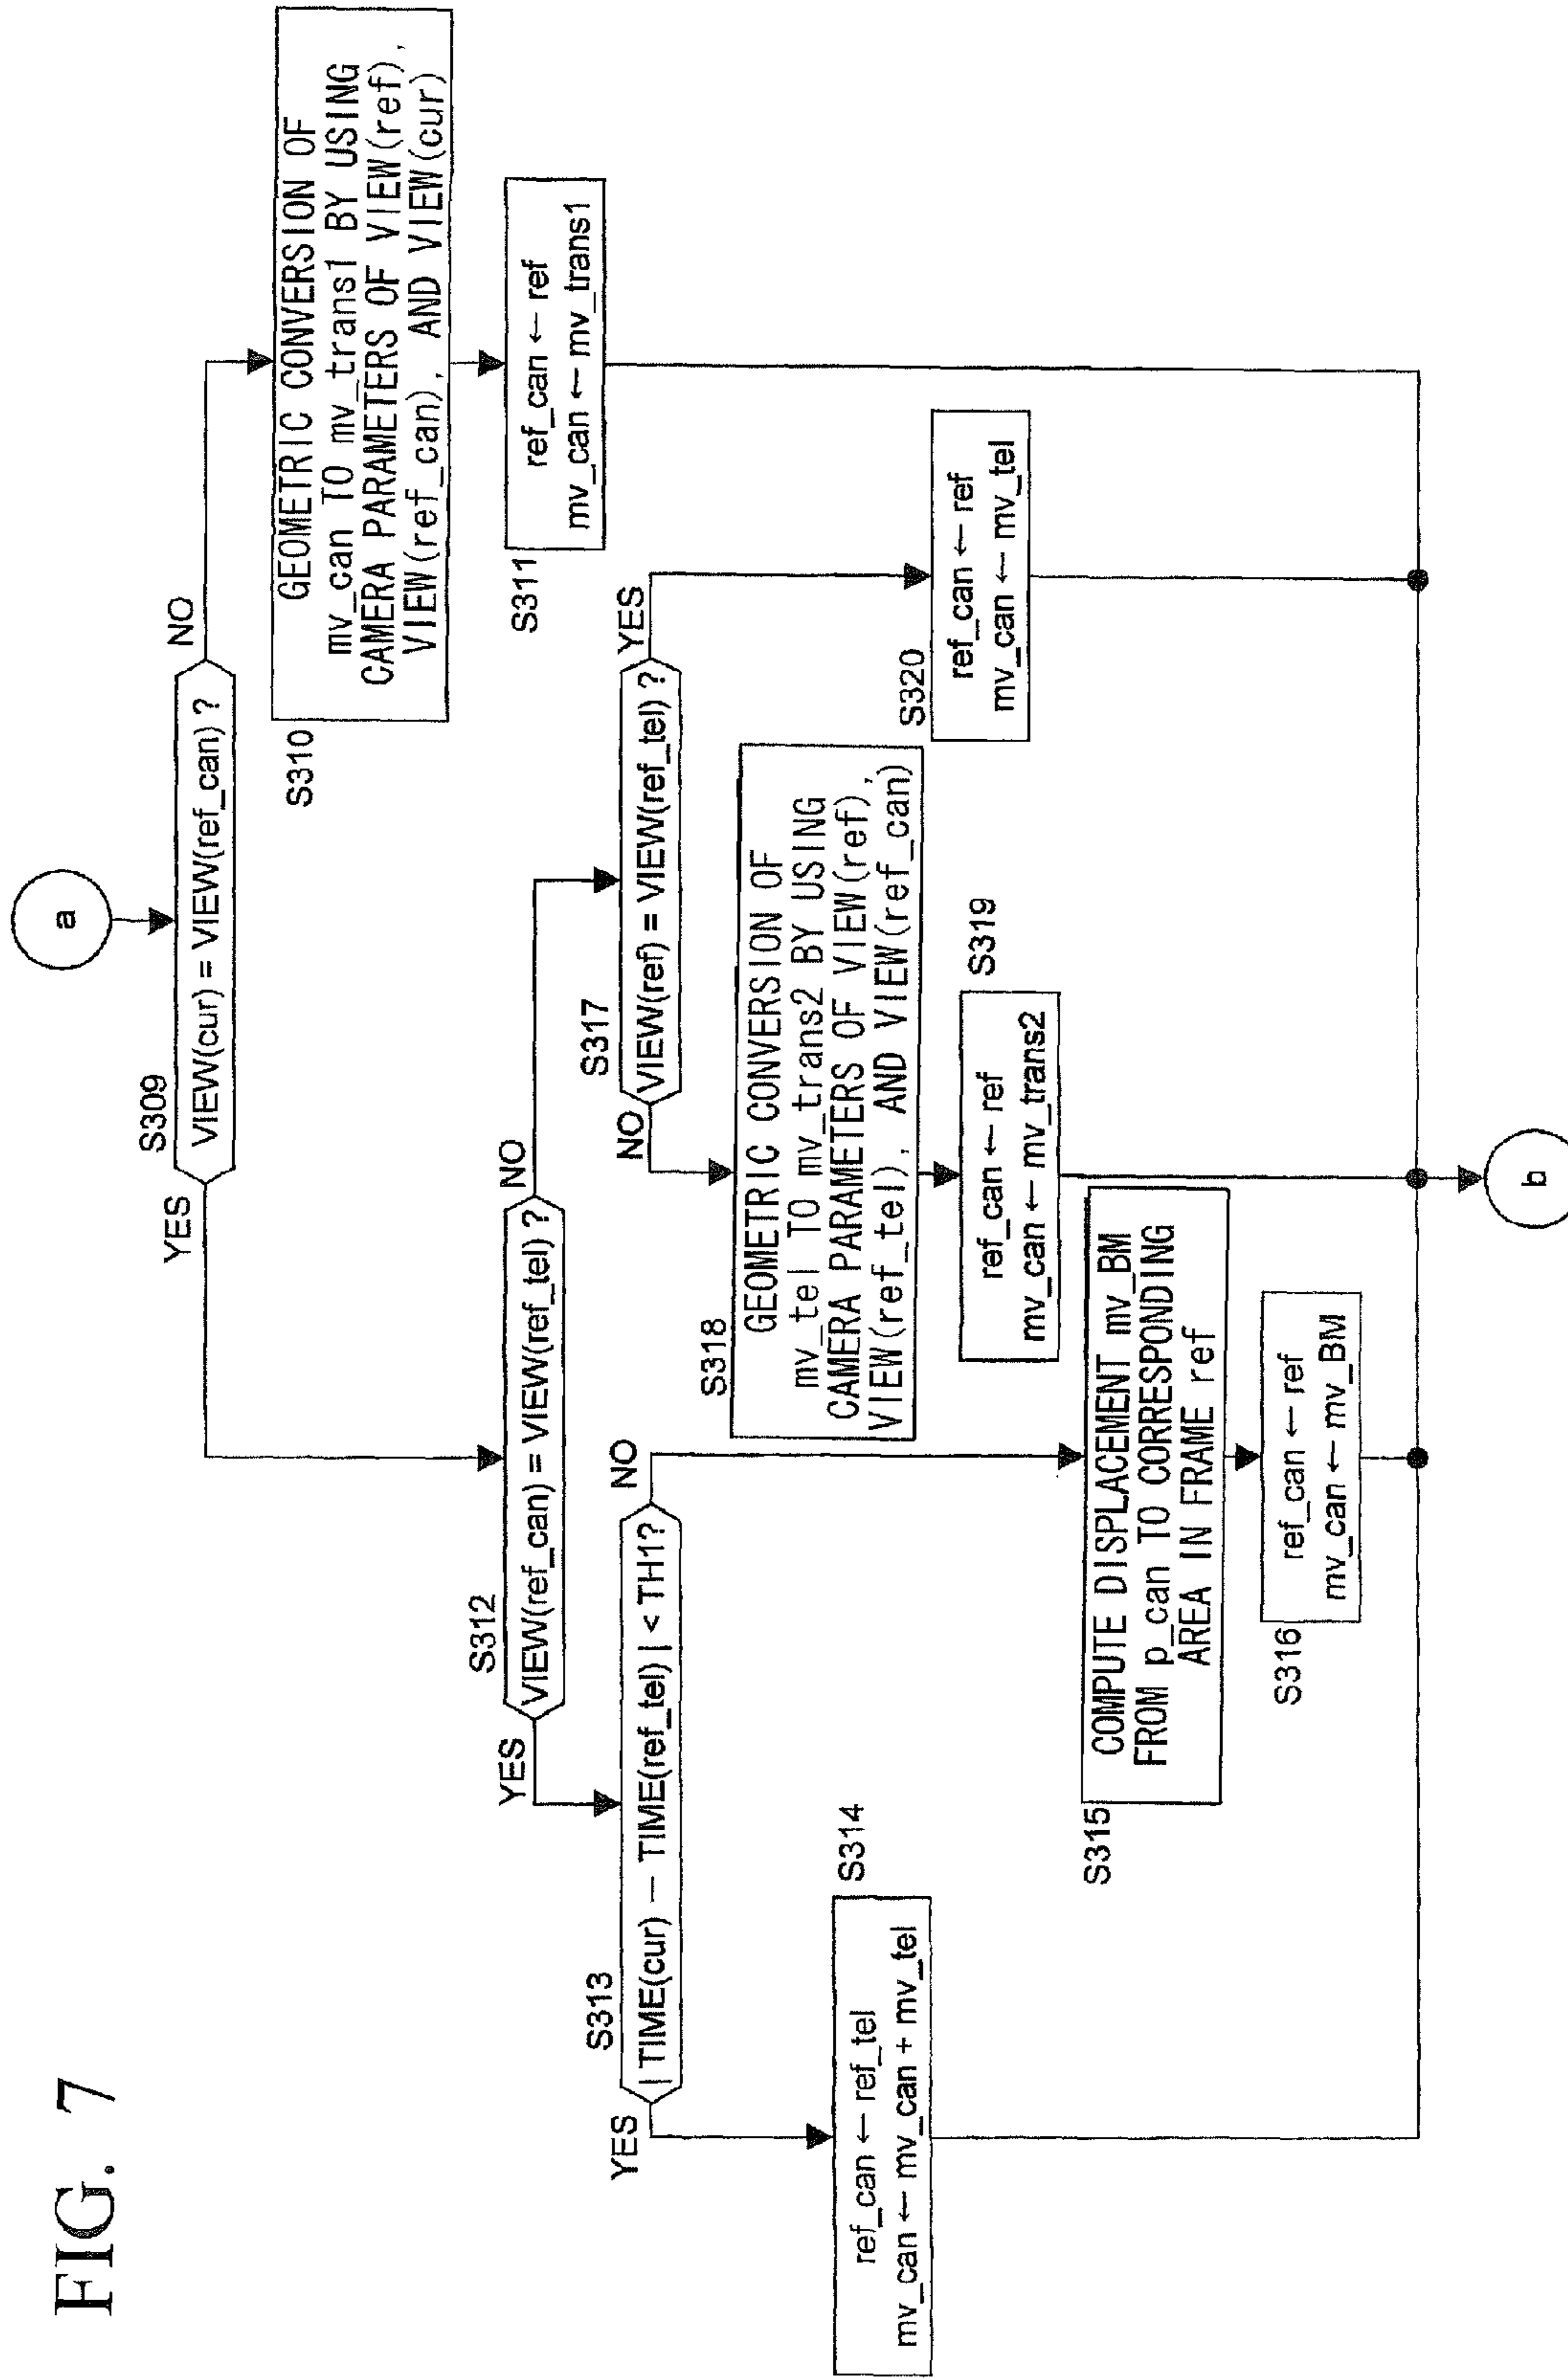 FIG. 7
a
S309
VIEW(cur) = VIEW(ref_can) ?
YES
NO
S310
GEOMETRIC CONVERSION OF
mv_can TO mv_trans1 BY USING
CAMERA PARAMETERS OF VIEW(ref),
VIEW(ref_can), AND VIEW(cur)
S311
ref_can ← ref
mv_can ← mv_trans1
S312
VIEW(ref_can) = VIEW(ref_tel) ?
YES
NO
S313
| TIME(cur) − TIME(ref_tel) | < TH1?
YES
NO
S314
ref_can ← ref_tel
mv_can ← mv_can + mv_tel
S315
COMPUTE DISPLACEMENT mv_BM
FROM p_can TO CORRESPONDING
AREA IN FRAME ref
S316
ref_can ← ref
mv_can ← mv_BM
S317
VIEW(ref) = VIEW(ref_tel) ?
NO
YES
S318
GEOMETRIC CONVERSION OF
mv_tel TO mv_trans2 BY USING
CAMERA PARAMETERS OF VIEW(ref),
VIEW(ref_tel), AND VIEW(ref_can)
S319
ref_can ← ref
mv_can ← mv_trans2
S320
ref_can ← ref
mv_can ← mv_tel
b